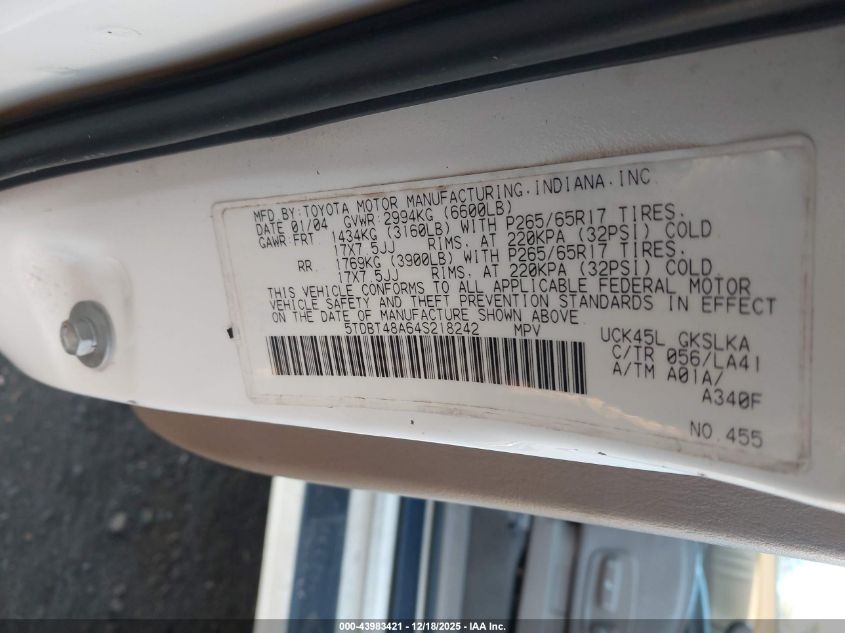 MFD BY: TOYOTA MOTOR MANUFACTURING, INDIANA, INC
DATE 01/04 GVWR: 2994KG (6600LB)
GAWR:FRT 1434KG (3160LB) WITH P265/65R17 TIRES.
17X7.5JJ RIMS. AT 220KPA (32PSI) COLD
RR 1769KG (3900LB) WITH P265/65R17 TIRES.
17X7.5JJ RIMS. AT 220KPA (32PSI) COLD.
THIS VEHICLE CONFORMS TO ALL APPLICABLE FEDERAL MOTOR
VEHICLE SAFETY AND THEFT PREVENTION STANDARDS IN EFFECT
ON THE DATE OF MANUFACTURE SHOWN ABOVE.
5TDBT48A64S218242 MPV
UCK45L GKSLKA
C/TR 056/LA41
A/TM A01A/
A340F
NO. 455
000-43983421 | 12/18/2025 - IAA Inc.